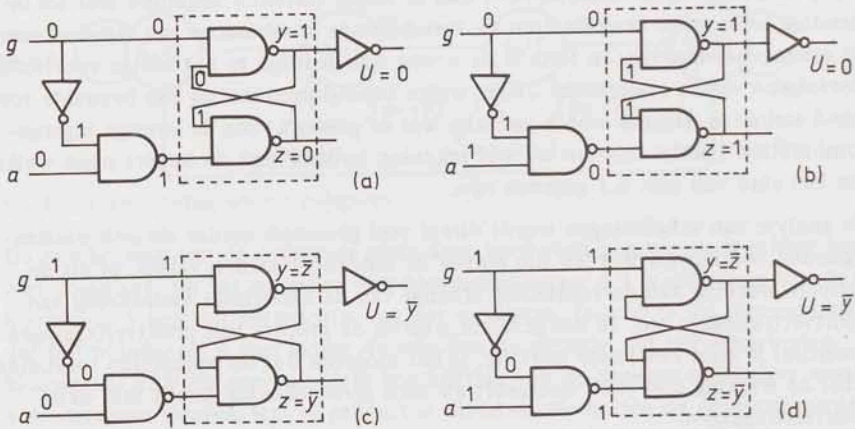 g 0 0 y=1
0
U=0
1 1
a 0
z=0
1
(a)
g 0 0 y=1
1
U=0
1 1
a 1
z=1
0
(b)
g 1 1 y=z̄
U=ȳ
0
a 0
z=ȳ
1
(c)
g 1 1 y=z̄
U=ȳ
0
a 1
z=ȳ
1
(d)